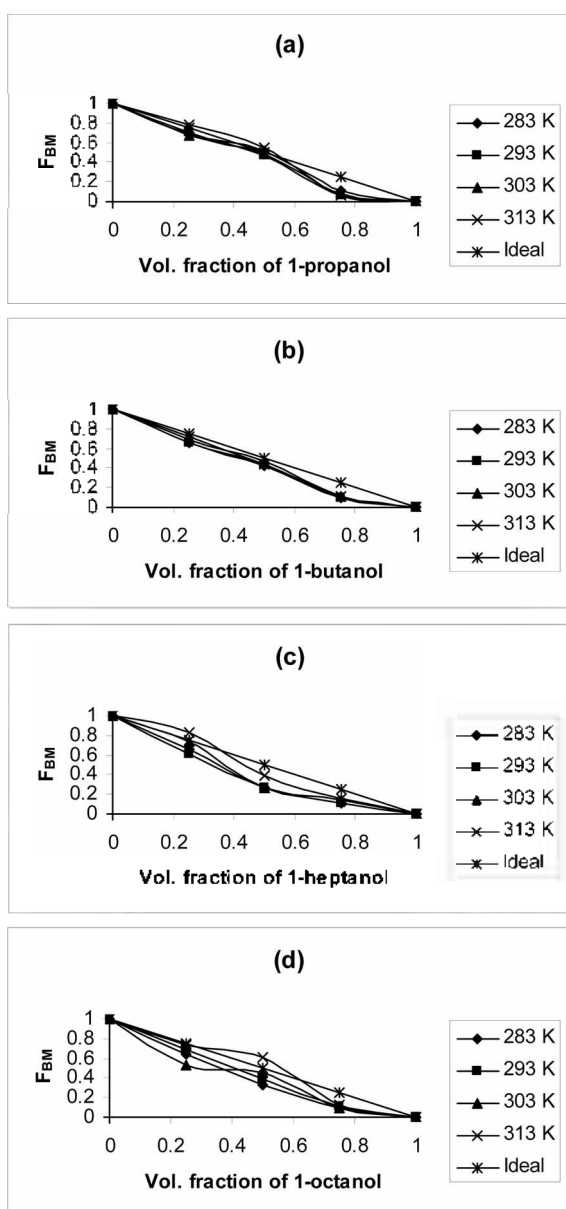 (a)
1
0.8
0.6
0.4
0.2
0
F_BM
0 0.2 0.4 0.6 0.8 1
Vol. fraction of 1-propanol
283 K
293 K
303 K
313 K
Ideal
(b)
1
0.8
0.6
0.4
0.2
0
F_BM
0 0.2 0.4 0.6 0.8 1
Vol. fraction of 1-butanol
283 K
293 K
303 K
313 K
Ideal
(c)
1
0.8
0.6
0.4
0.2
0
F_BM
0 0.2 0.4 0.6 0.8 1
Vol. fraction of 1-heptanol
283 K
293 K
303 K
313 K
Ideal
(d)
1
0.8
0.6
0.4
0.2
0
F_BM
0 0.2 0.4 0.6 0.8 1
Vol. fraction of 1-octanol
283 K
293 K
303 K
313 K
Ideal